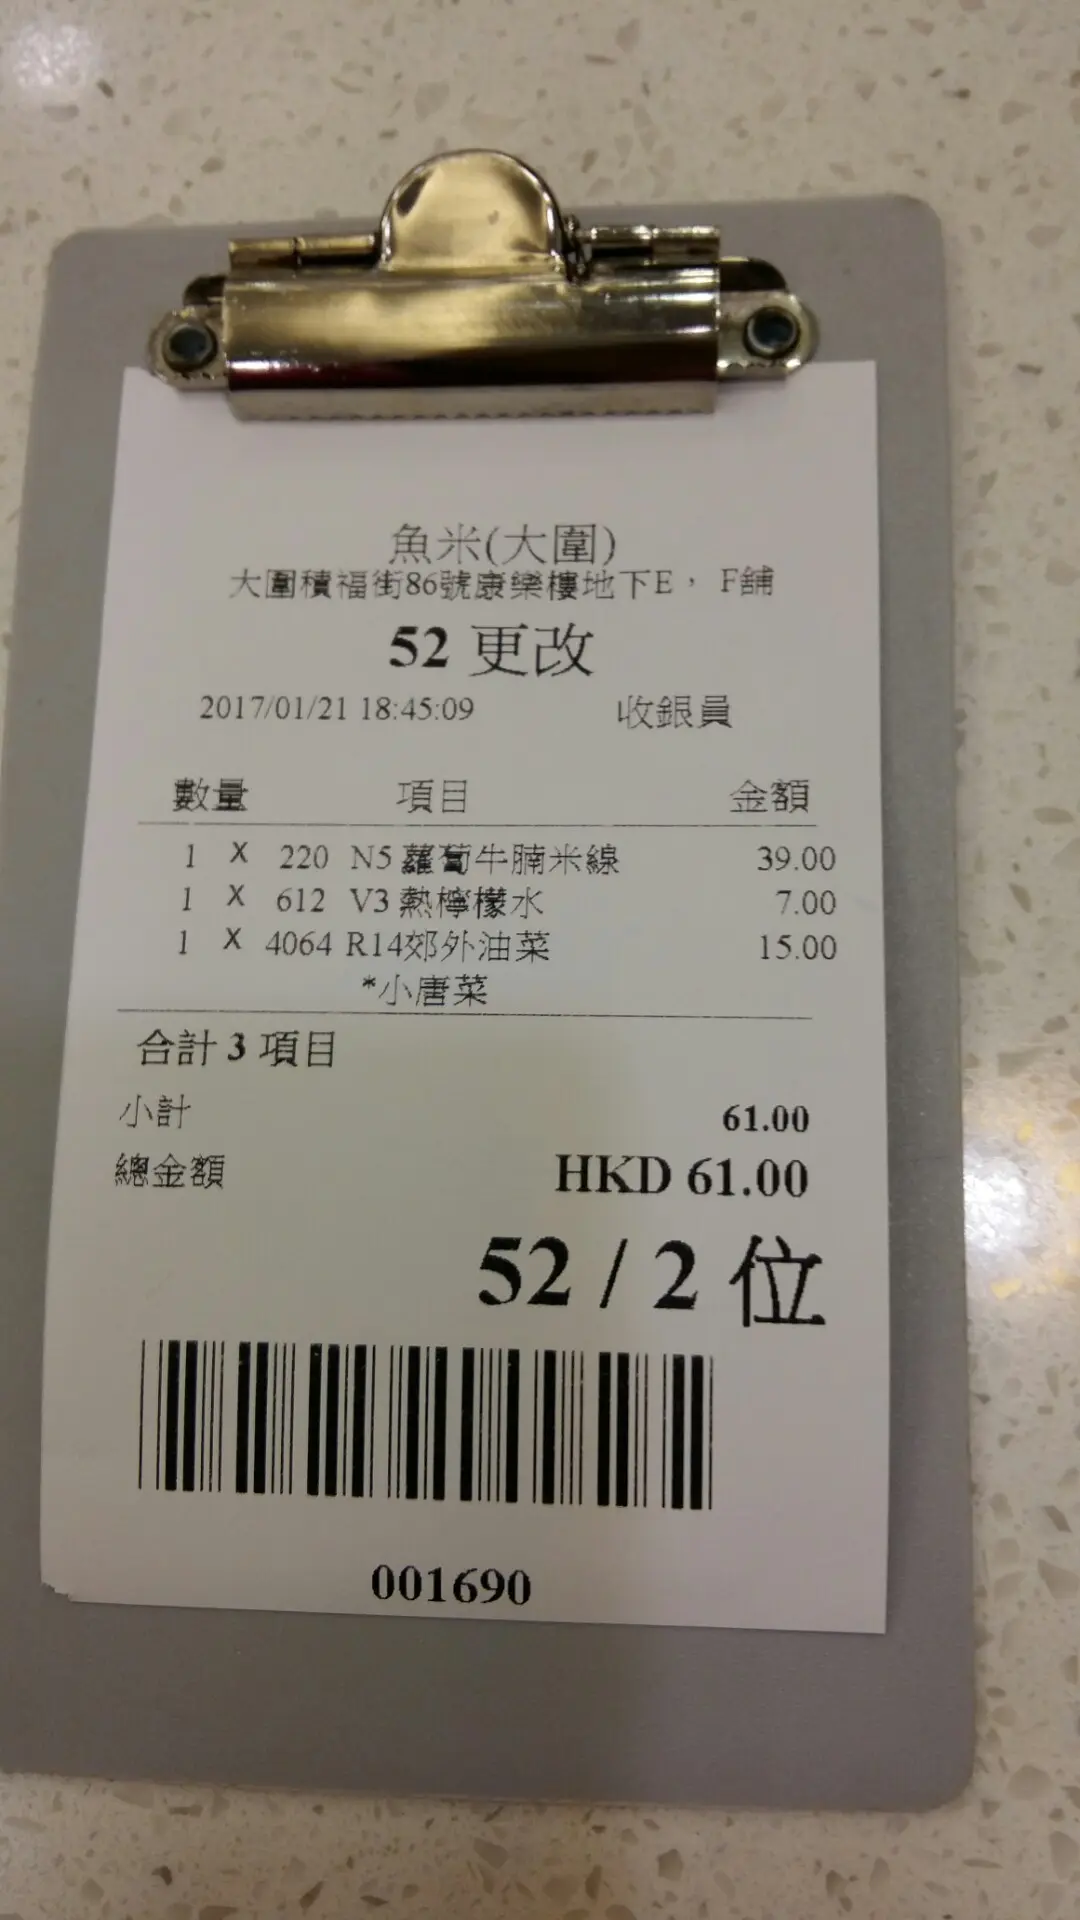 魚米(大圍)
大圍積福街86號康樂樓地下E， F舖
52 更改
2017/01/21 18:45:09 收銀員
數量 項目 金額
1 X 220 N5 蘿蔔牛腩米線 39.00
1 X 612 V3 熱檸檬水 7.00
1 X 4064 R14郊外油菜 15.00
*小唐菜
合計 3 項目
小計 61.00
總金額 HKD 61.00
52 / 2 位
001690